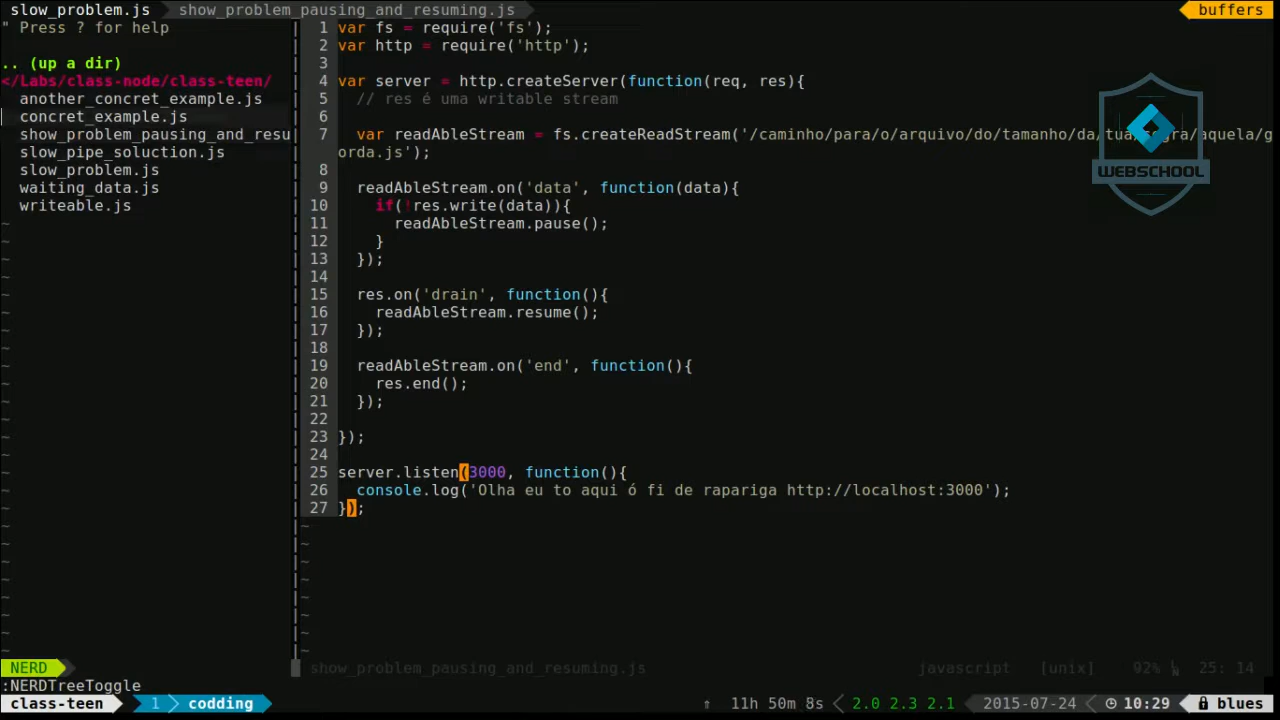 slow_problem.js show_problem_pausing_and_resuming.js buffers
" Press ? for help
.. (up a dir)
</Labs/class-node/class-teen/
another_concret_example.js
concret_example.js
show_problem_pausing_and_resu
slow_pipe_soluction.js
slow_problem.js
waiting_data.js
writeable.js
1 var fs = require('fs');
2 var http = require('http');
3
4 var server = http.createServer(function(req, res){
5 // res é uma writable stream
6
7 var readAbleStream = fs.createReadStream('/caminho/para/o/arquivo/do/tamanho/da/tua/negra/aquela/g
orda.js');
8
9 readAbleStream.on('data', function(data){
10 if(!res.write(data)){
11 readAbleStream.pause();
12 }
13 });
14
15 res.on('drain', function(){
16 readAbleStream.resume();
17 });
18
19 readAbleStream.on('end', function(){
20 res.end();
21 });
22
23 });
24
25 server.listen(3000, function(){
26 console.log('Olha eu to aqui ó fi de rapariga http://localhost:3000');
27 });
WEBSCHOOL
NERD show_problem_pausing_and_resuming.js javascript [unix] 92% 25: 14
:NERDTreeToggle
class-teen 1 codding ↑ 11h 50m 8s 2.0 2.3 2.1 2015-07-24 10:29 blues